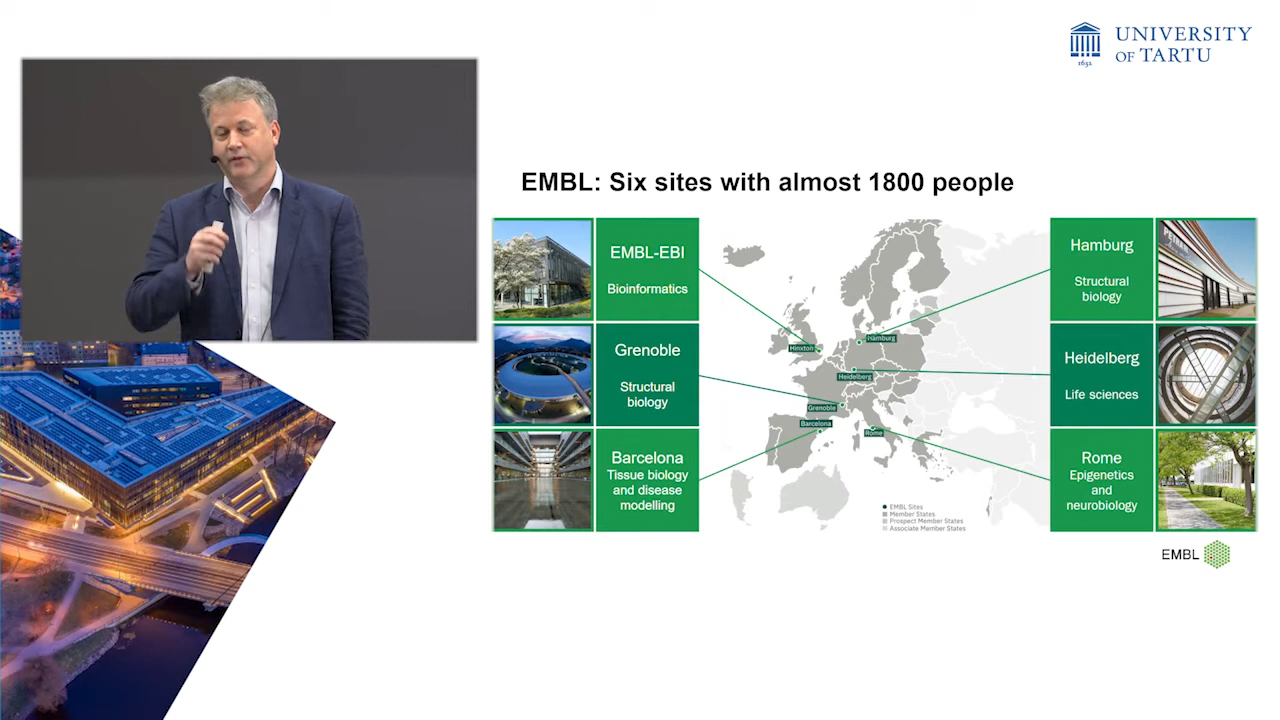 UNIVERSITY
OF TARTU
1632
EMBL: Six sites with almost 1800 people
EMBL-EBI
Bioinformatics
Grenoble
Structural
biology
Barcelona
Tissue biology
and disease
modelling
Hinxton
Hamburg
Heidelberg
Grenoble
Barcelona
Rome
EMBL Sites
Member States
Prospect Member States
Associate Member States
Hamburg
Structural
biology
Heidelberg
Life sciences
Rome
Epigenetics
and
neurobiology
EMBL